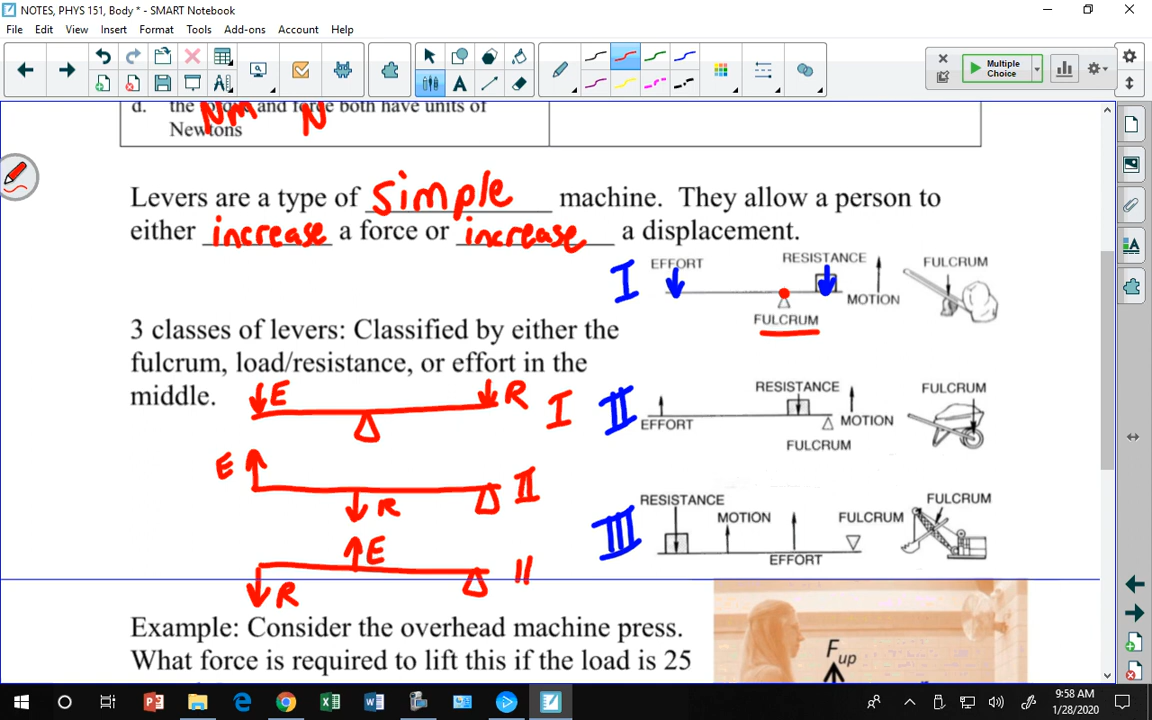 NOTES, PHYS 151, Body * - SMART Notebook
File Edit View Insert Format Tools Add-ons Account Help
Multiple
Choice
d. the and force both have units of
Nm N
Newtons
Levers are a type of simple machine. They allow a person to
either increase a force or increase a displacement.
I EFFORT RESISTANCE FULCRUM
MOTION
FULCRUM
3 classes of levers: Classified by either the
fulcrum, load/resistance, or effort in the
middle.
E R I
II RESISTANCE FULCRUM
EFFORT MOTION
FULCRUM
E II
R
III RESISTANCE FULCRUM
MOTION FULCRUM
EFFORT
E
R
Example: Consider the overhead machine press.
What force is required to lift this if the load is 25
Fup
9:58 AM
1/28/2020